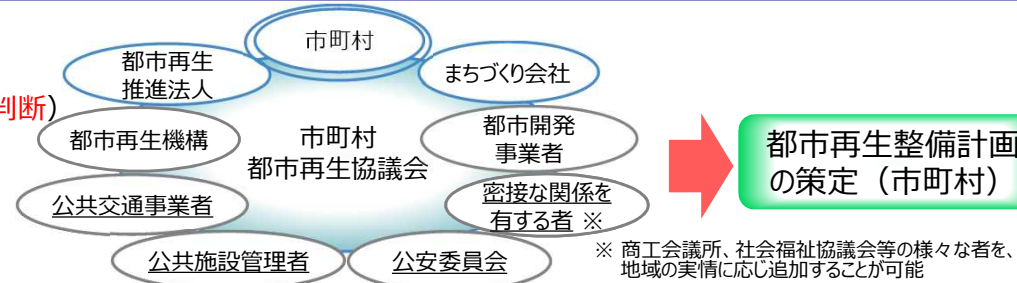 市町村
都市再生
推進法人
まちづくり会社
判断)
都市再生機構
市町村
都市再生協議会
都市開発
事業者
都市再生整備計画
の策定（市町村）
公共交通事業者
密接な関係を
有する者 ※
公共施設管理者
公安委員会
※ 商工会議所、社会福祉協議会等の様々な者を、
地域の実情に応じ追加することが可能